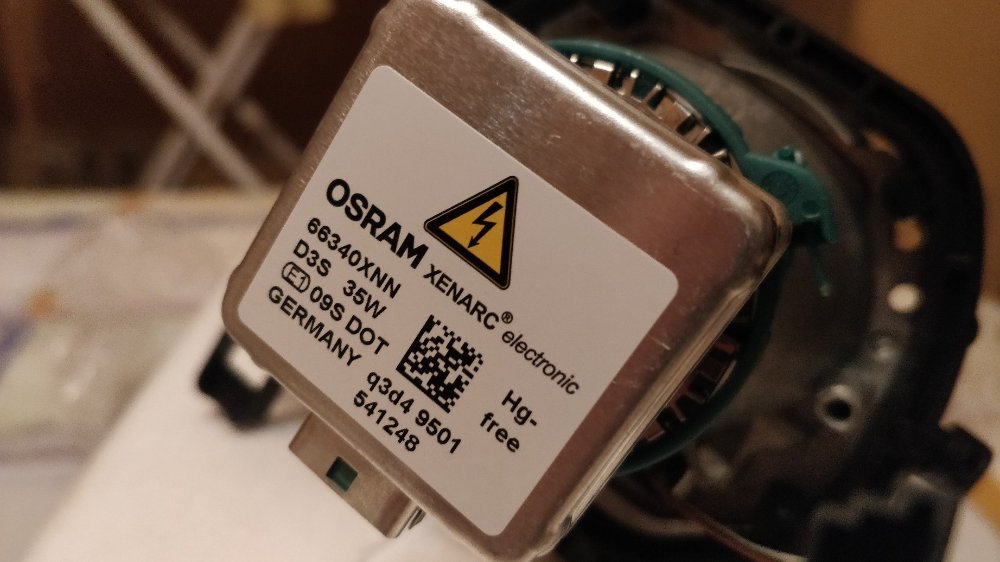 OSRAM XENARC® electronic
66340XNN
D3S 35W
E1 09S DOT
GERMANY
Hg-
free
q3d4 9501
541248